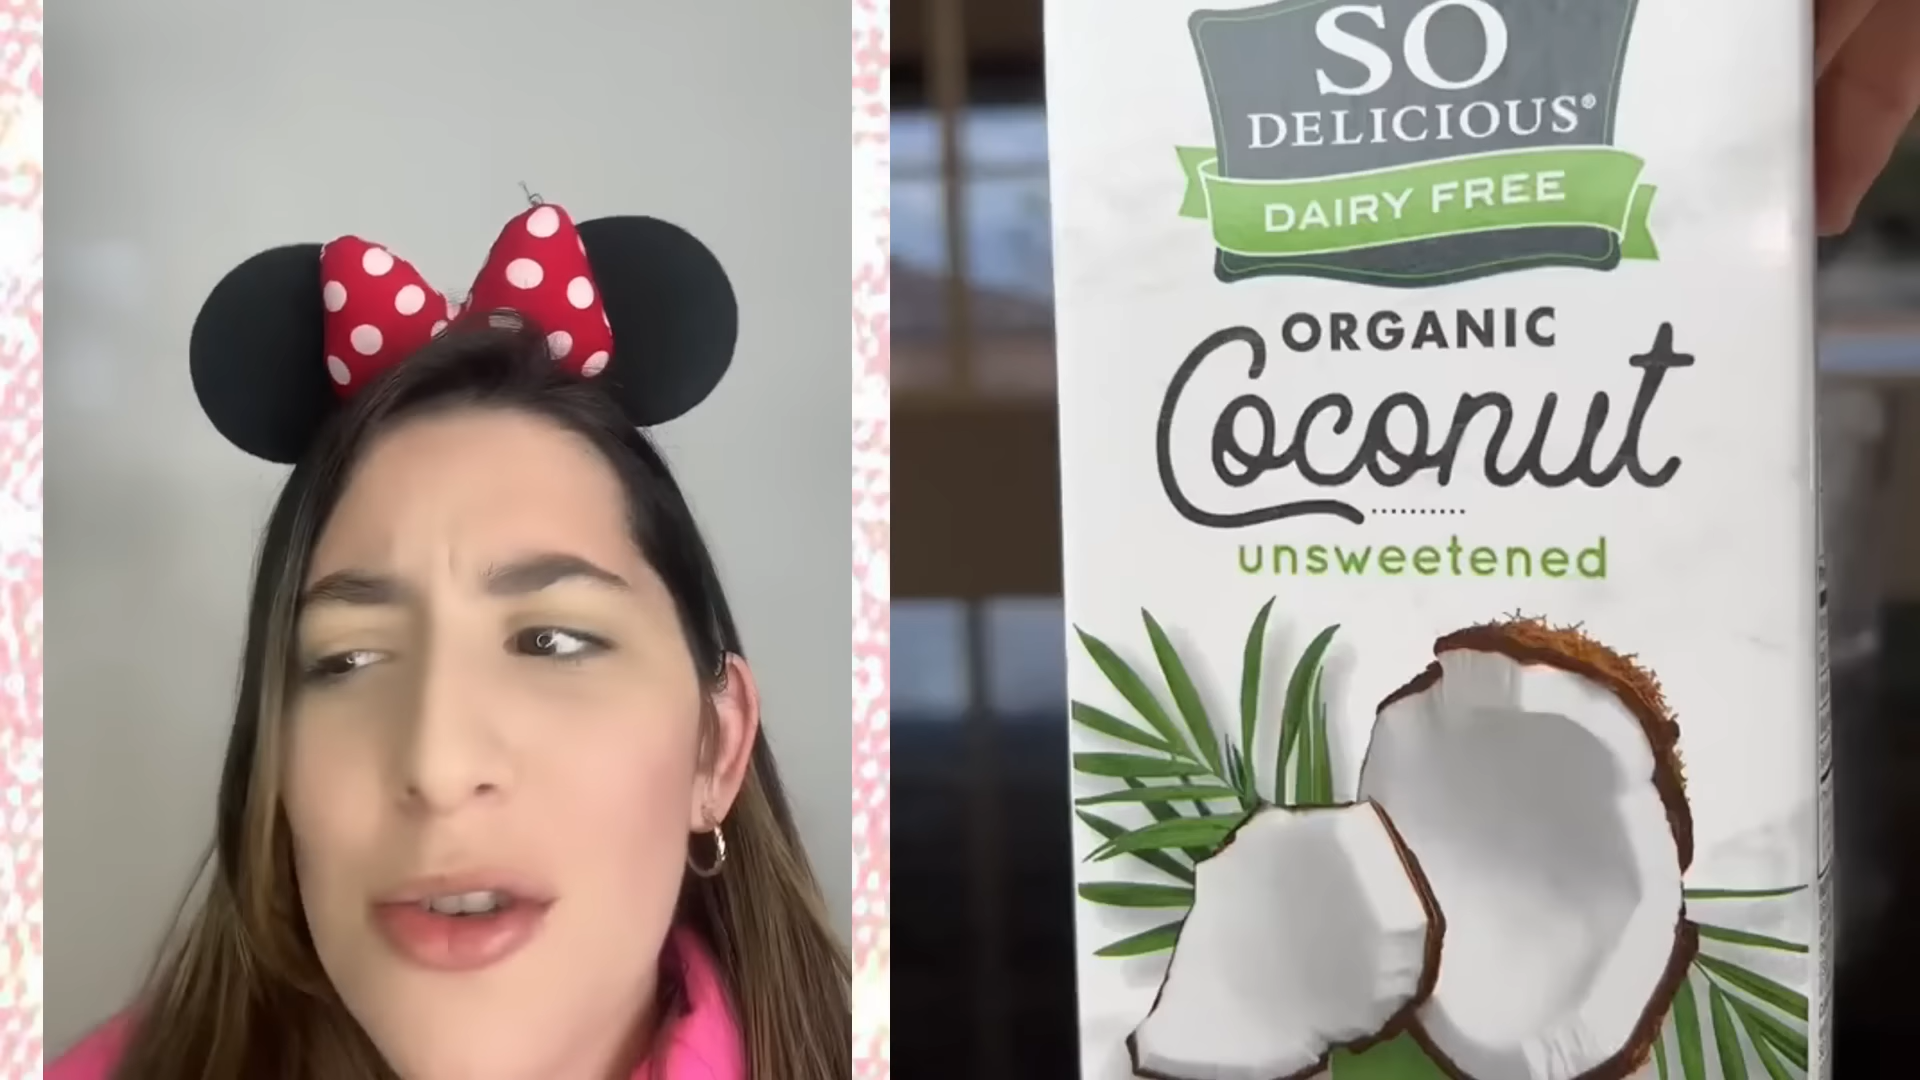 SO
DELICIOUS®
DAIRY FREE
ORGANIC
Coconut
unsweetened